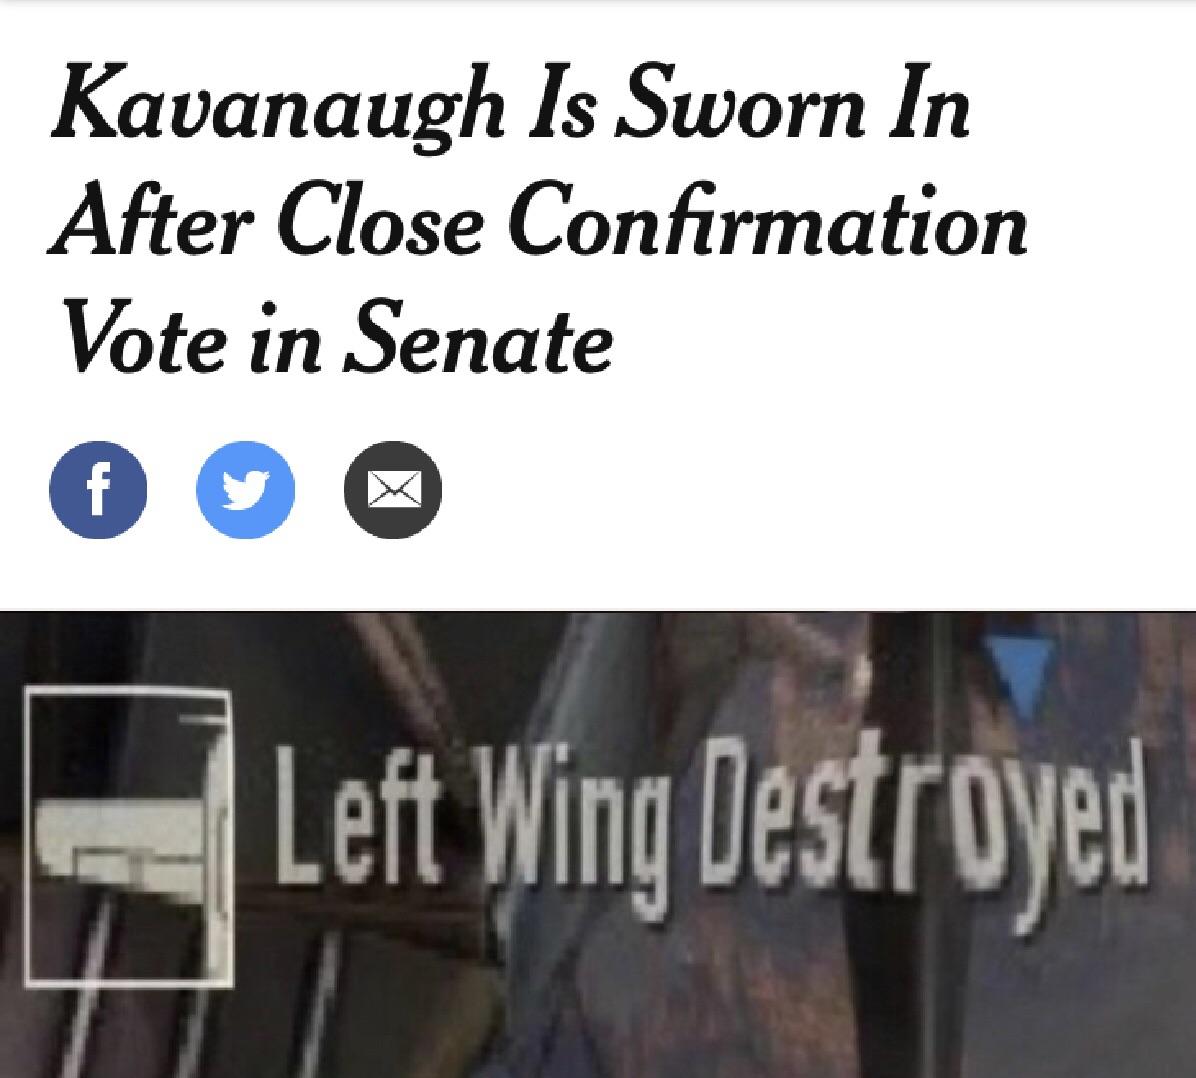 Kavanaugh Is Sworn In
After Close Confirmation
Vote in Senate
f
Left Wing Destroyed